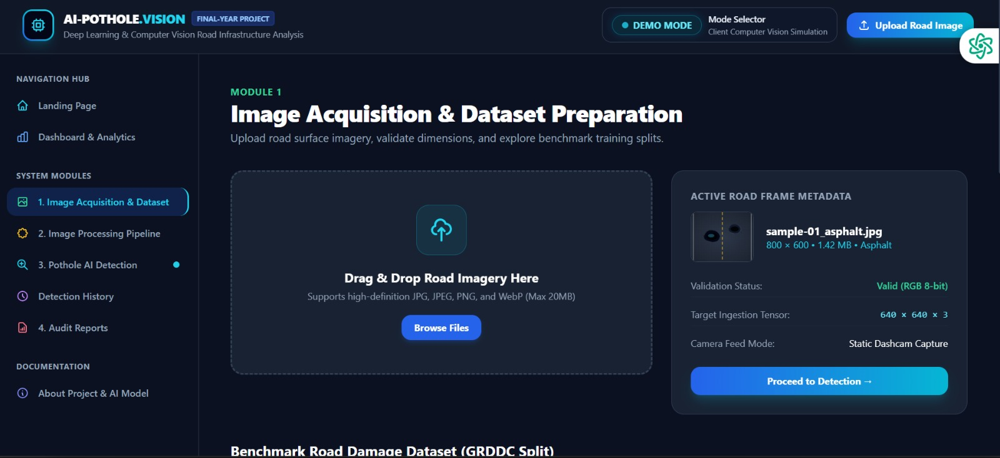 AI-POTHOLE.VISION
FINAL-YEAR PROJECT
Deep Learning & Computer Vision Road Infrastructure Analysis
DEMO MODE
Mode Selector
Client Computer Vision Simulation
Upload Road Image
NAVIGATION HUB
Landing Page
Dashboard & Analytics
SYSTEM MODULES
1. Image Acquisition & Dataset
2. Image Processing Pipeline
3. Pothole AI Detection
Detection History
4. Audit Reports
DOCUMENTATION
About Project & AI Model
MODULE 1
Image Acquisition & Dataset Preparation
Upload road surface imagery, validate dimensions, and explore benchmark training splits.
Drag & Drop Road Imagery Here
Supports high-definition JPG, JPEG, PNG, and WebP (Max 20MB)
Browse Files
ACTIVE ROAD FRAME METADATA
sample-01_asphalt.jpg
800 × 600 • 1.42 MB • Asphalt
Validation Status: Valid (RGB 8-bit)
Target Ingestion Tensor: 640 × 640 × 3
Camera Feed Mode: Static Dashcam Capture
Proceed to Detection →
Benchmark Road Damage Dataset (GRDDC Split)